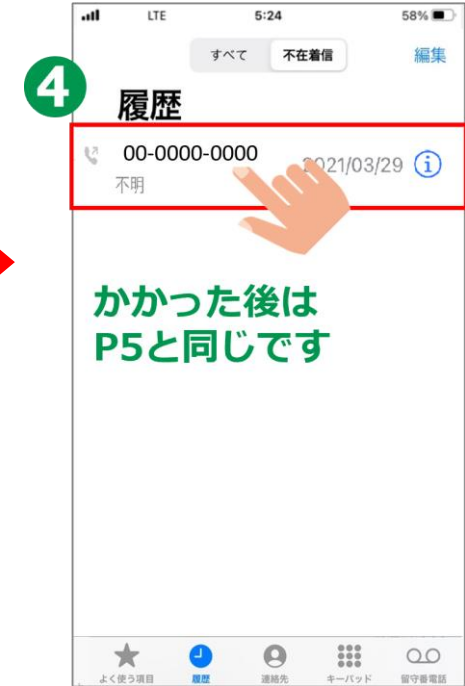 LTE 5:24 58%
すべて 不在着信 編集
4
履歴
00-0000-0000 2021/03/29 i
不明
かかった後は
P5と同じです
よく使う項目 履歴 連絡先 キーパッド 留守番電話